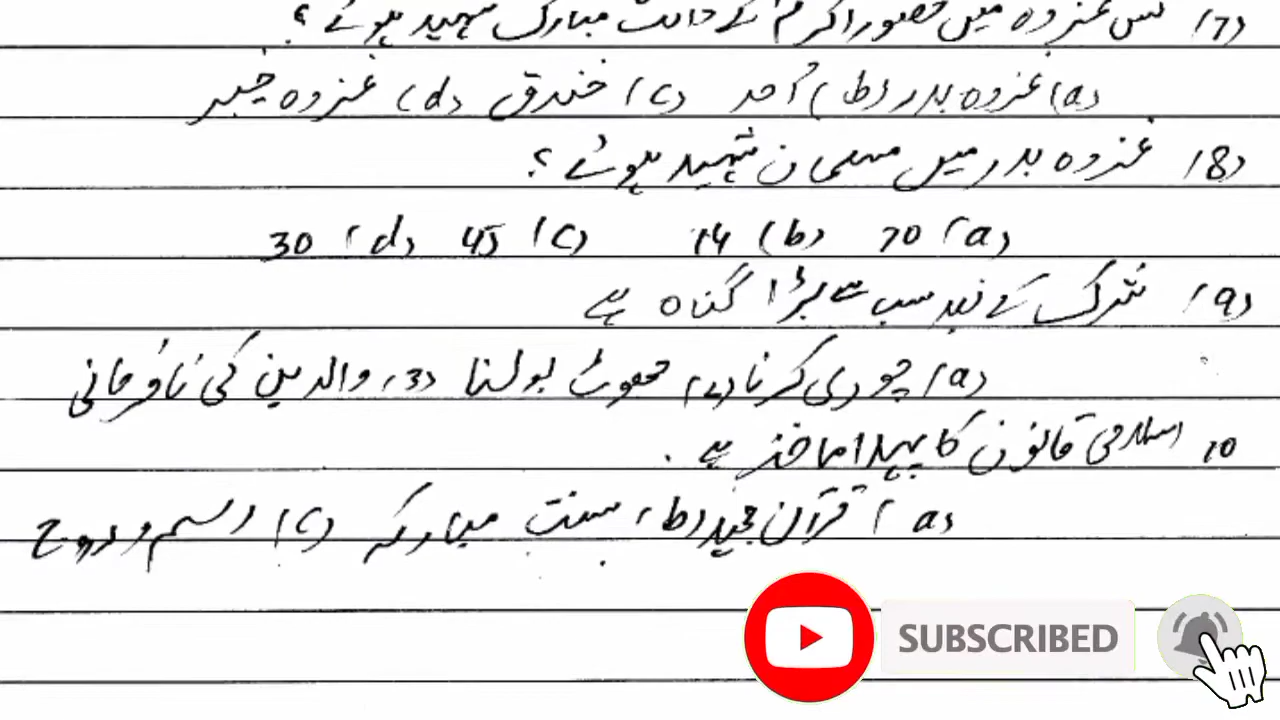 (7) کس غزوہ میں حضور اکرمؐ کے دانت مبارک شہید ہوئے ؟
(a) غزوہ بدر (b) اُحد (c) خندق (d) غزوہ خیبر
(8) غزوہ بدر میں مسلمان شہید ہوئے ؟
(a) 70 (b) 14 (c) 45 (d) 30
(9) شرک کے بعد سب سے بڑا گناہ ہے
(a) چوری کرنا (2) جھوٹ بولنا (3) والدین کی نافرمانی
10 اسلامی قانون کا پہلا ماخذ ہے .
(a) قرآن مجید (b) سنت مبارکہ (c) رسم و رواج
SUBSCRIBED